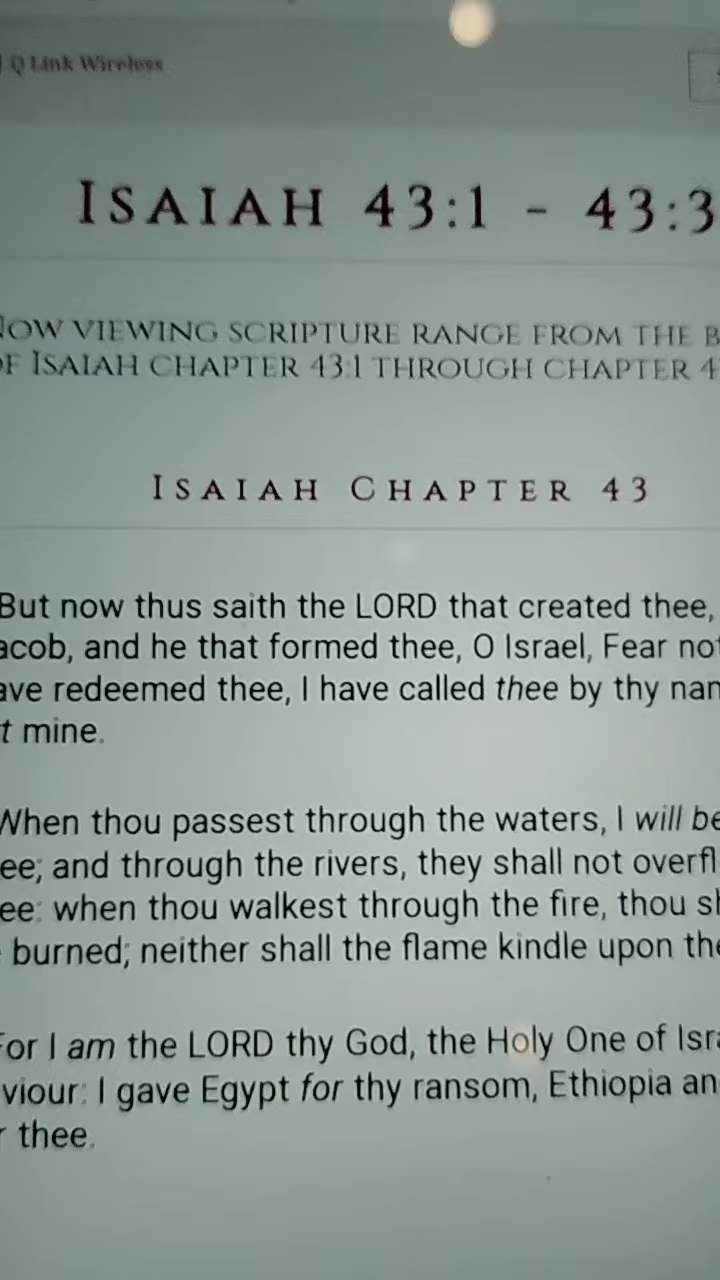 Q Link Wireless
ISAIAH 43:1 - 43:3
NOW VIEWING SCRIPTURE RANGE FROM THE B
OF ISAIAH CHAPTER 43:1 THROUGH CHAPTER 4
ISAIAH CHAPTER 43
But now thus saith the LORD that created thee,
acob, and he that formed thee, O Israel, Fear not
ave redeemed thee, I have called thee by thy nam
t mine.
When thou passest through the waters, I will be
ee; and through the rivers, they shall not overfl
ee: when thou walkest through the fire, thou sh
burned; neither shall the flame kindle upon the
For I am the LORD thy God, the Holy One of Isra
viour: I gave Egypt for thy ransom, Ethiopia an
r thee.